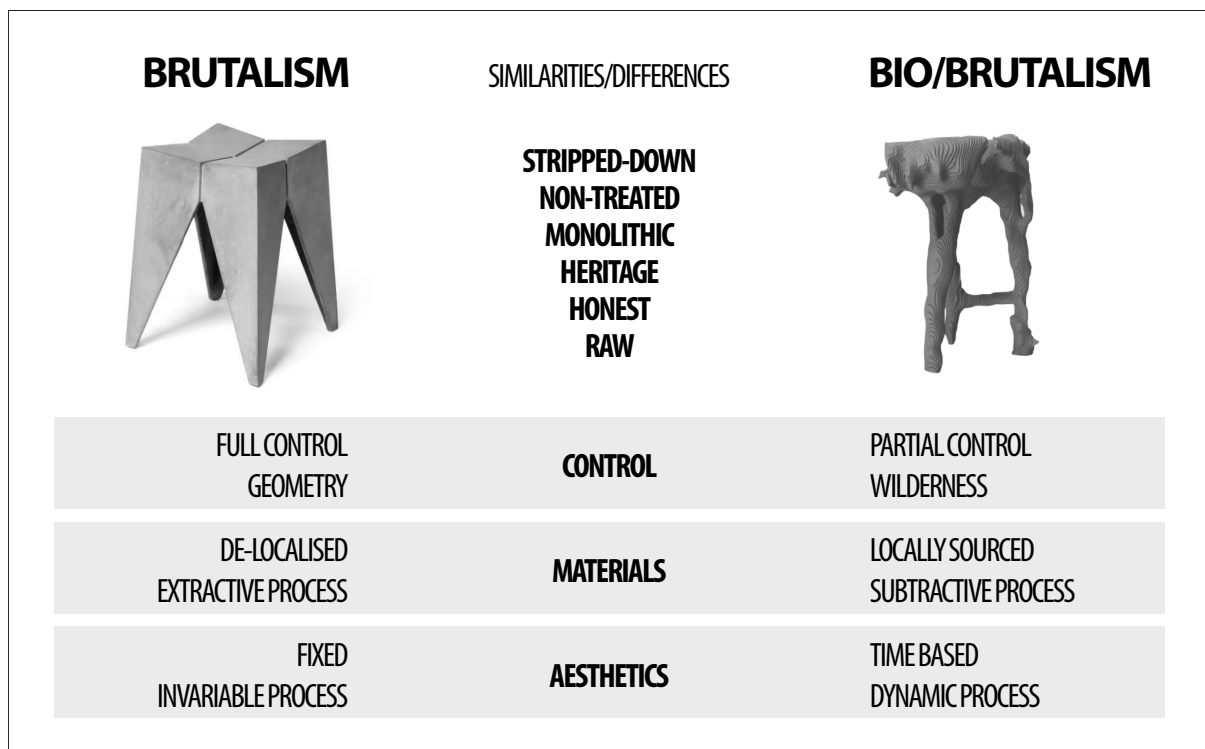 BRUTALISM
SIMILARITIES/DIFFERENCES
BIO/BRUTALISM
STRIPPED-DOWN
NON-TREATED
MONOLITHIC
HERITAGE
HONEST
RAW
FULL CONTROL
GEOMETRY
CONTROL
PARTIAL CONTROL
WILDERNESS
DE-LOCALISED
EXTRACTIVE PROCESS
MATERIALS
LOCALLY SOURCED
SUBTRACTIVE PROCESS
FIXED
INVARIABLE PROCESS
AESTHETICS
TIME BASED
DYNAMIC PROCESS